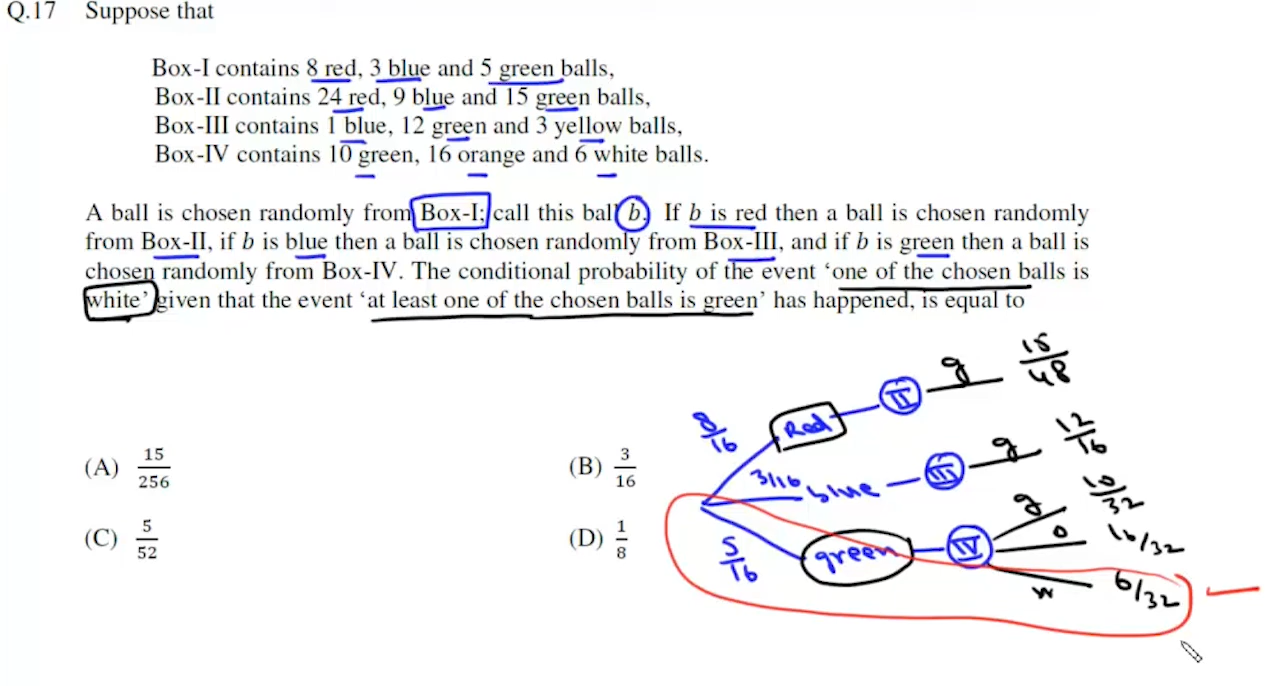 Q.17 Suppose that
Box-I contains 8 red, 3 blue and 5 green balls,
Box-II contains 24 red, 9 blue and 15 green balls,
Box-III contains 1 blue, 12 green and 3 yellow balls,
Box-IV contains 10 green, 16 orange and 6 white balls.
A ball is chosen randomly from Box-I; call this ball b. If b is red then a ball is chosen randomly
from Box-II, if b is blue then a ball is chosen randomly from Box-III, and if b is green then a ball is
chosen randomly from Box-IV. The conditional probability of the event ‘one of the chosen balls is
white’ given that the event ‘at least one of the chosen balls is green’ has happened, is equal to
(A) 15/256
(B) 3/16
(C) 5/52
(D) 1/8
8/16 Red II g 15/48
3/16 blue III g 12/16
5/16 green IV g 10/32
o 16/32
w 6/32